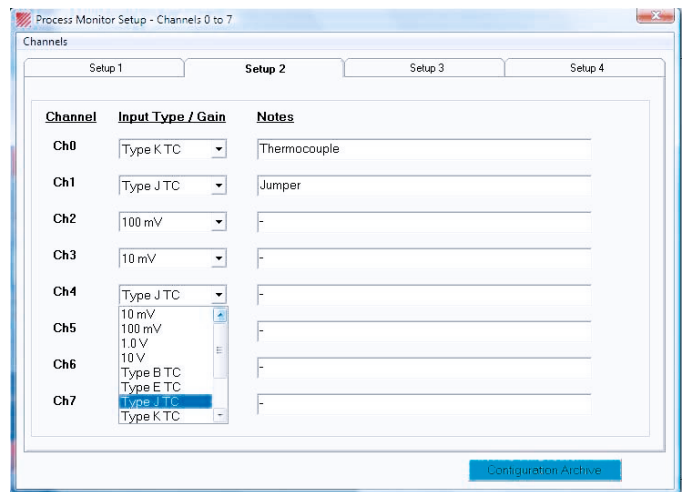 Process Monitor Setup - Channels 0 to 7
Channels
Setup 1 Setup 2 Setup 3 Setup 4
Channel Input Type / Gain Notes
Ch0 Type K TC Thermocouple
Ch1 Type J TC Jumper
Ch2 100 mV -
Ch3 10 mV -
Ch4 Type J TC -
10 mV
100 mV
Ch5 -
1.0 V
10 V
Ch6 Type B TC -
Type E TC
Ch7 Type J TC -
Type K TC
Configuration Archive